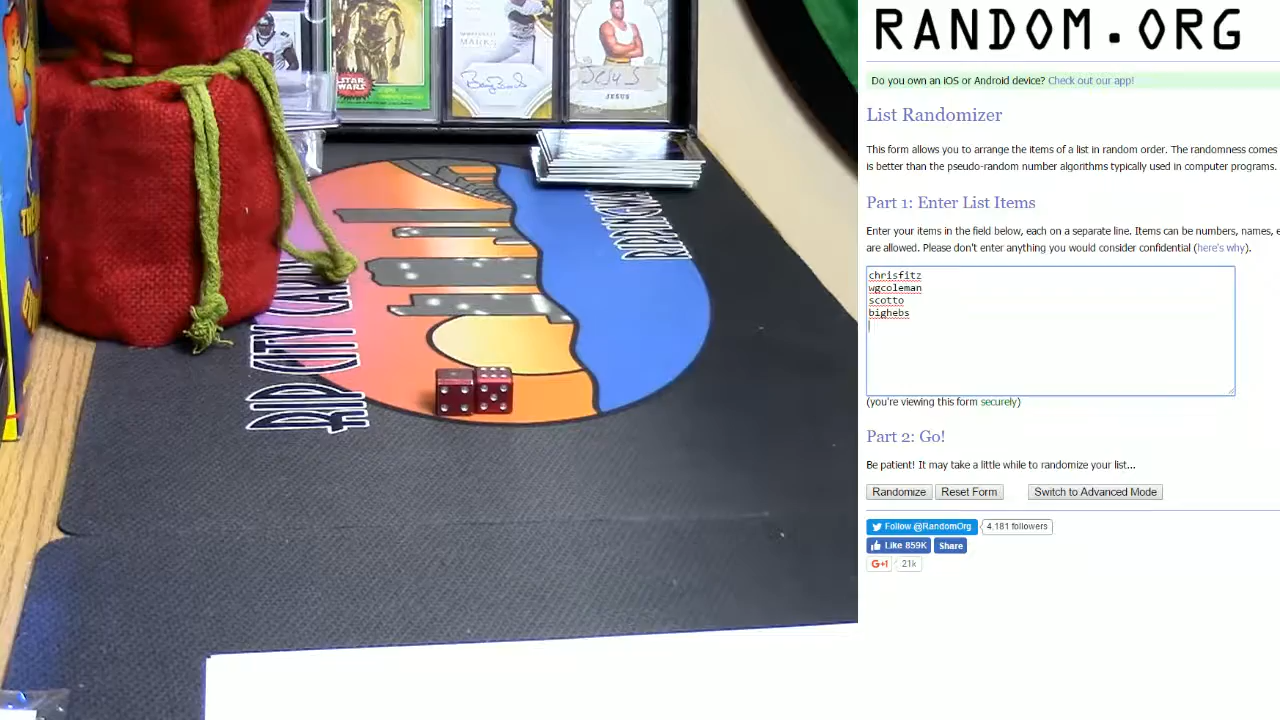 RANDOM.ORG
Do you own an iOS or Android device? Check out our app!
List Randomizer
This form allows you to arrange the items of a list in random order. The randomness comes
is better than the pseudo-random number algorithms typically used in computer programs.
Part 1: Enter List Items
Enter your items in the field below, each on a separate line. Items can be numbers, names, e
are allowed. Please don't enter anything you would consider confidential (here's why).
chrisfitz
wgcoleman
scotto
bighebs
(you're viewing this form securely)
Part 2: Go!
Be patient! It may take a little while to randomize your list...
Randomize
Reset Form
Switch to Advanced Mode
Follow @RandomOrg
4,181 followers
Like 859K
Share
G+1
21k
STAR
WARS
MARKS
JESUS
RIP CITY CARDS